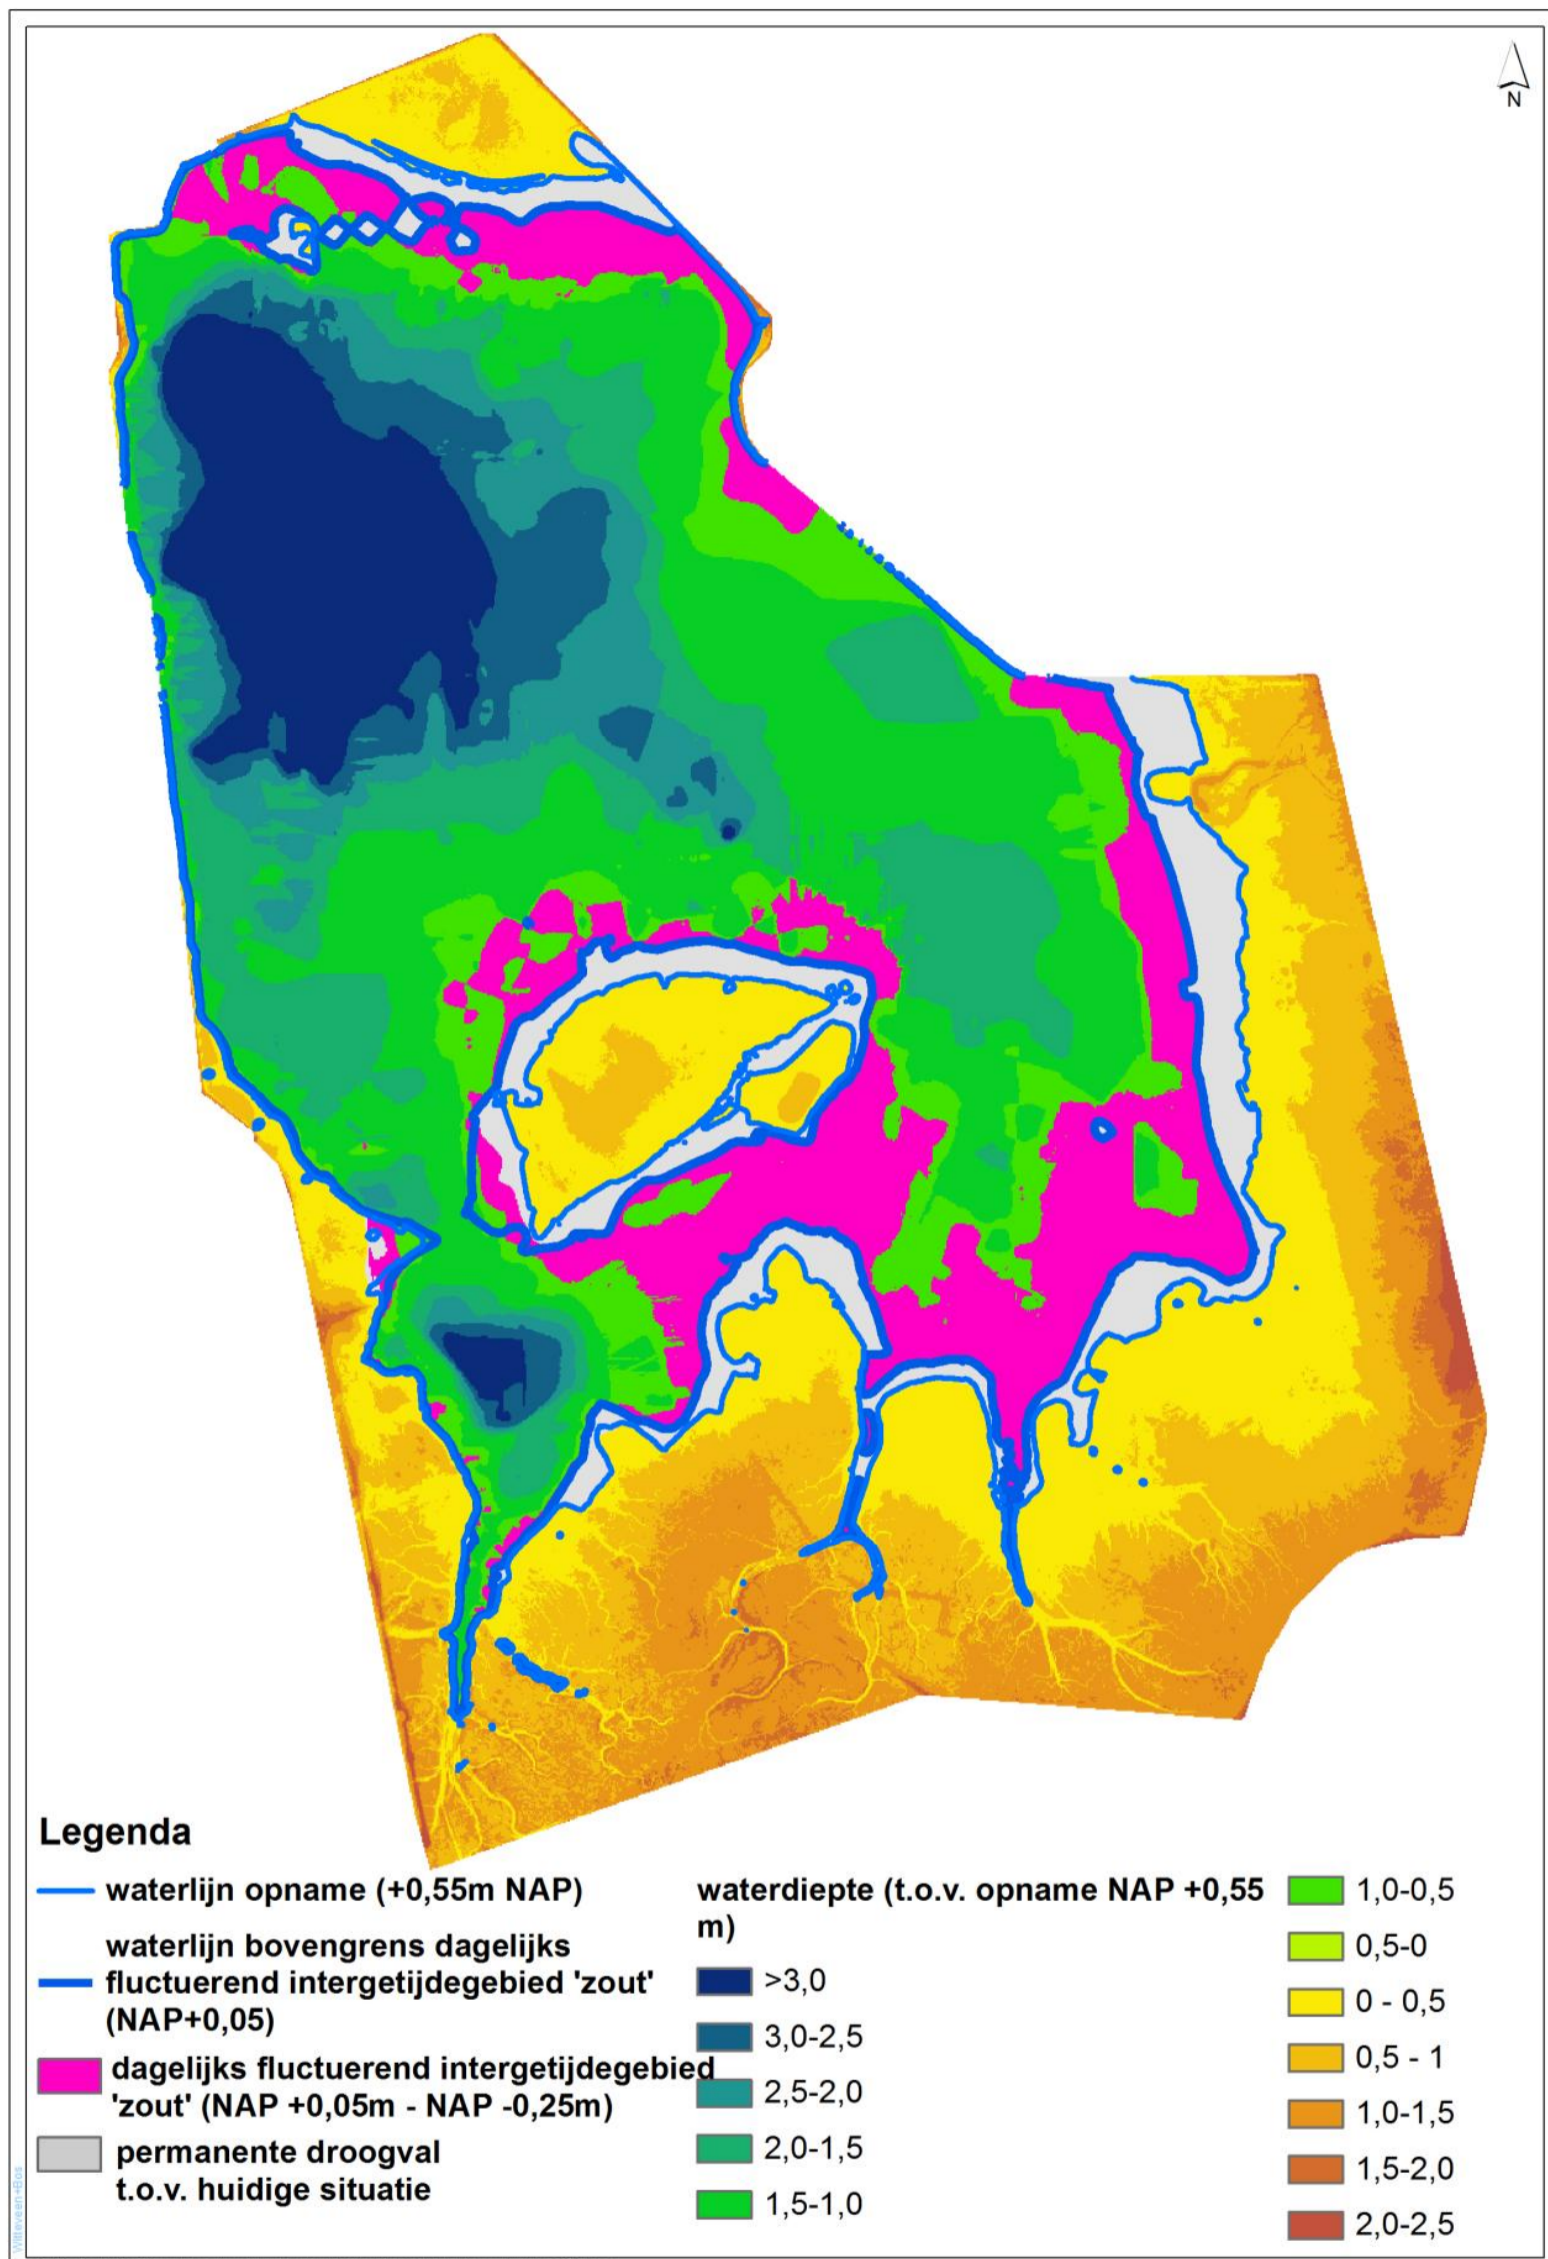 N
Legenda
waterlijn opname (+0,55m NAP)
waterlijn bovengrens dagelijks
fluctuerend intergetijdegebied 'zout'
(NAP+0,05)
dagelijks fluctuerend intergetijdegebied
'zout' (NAP +0,05m - NAP -0,25m)
permanente droogval
t.o.v. huidige situatie
waterdiepte (t.o.v. opname NAP +0,55
m)
>3,0
3,0-2,5
2,5-2,0
2,0-1,5
1,5-1,0
1,0-0,5
0,5-0
0 - 0,5
0,5 - 1
1,0-1,5
1,5-2,0
2,0-2,5
Witteveen+Bos